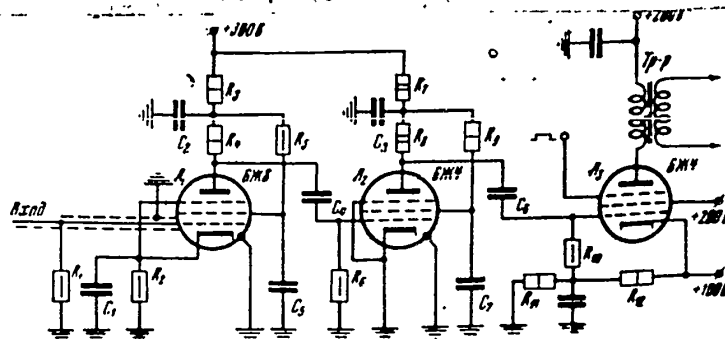 +300В
+200В
Тр-р
R₃
R₇
C₂
R₄
R₅
C₃
R₈
R₉
Л₁
6Ж8
Л₂
6Ж4
Л₃
6Ж4
Вход
C₄
C₆
+200В
R₁
C₁
R₂
C₅
R₆
C₇
R₁₀
R₁₁
R₁₂
+100В